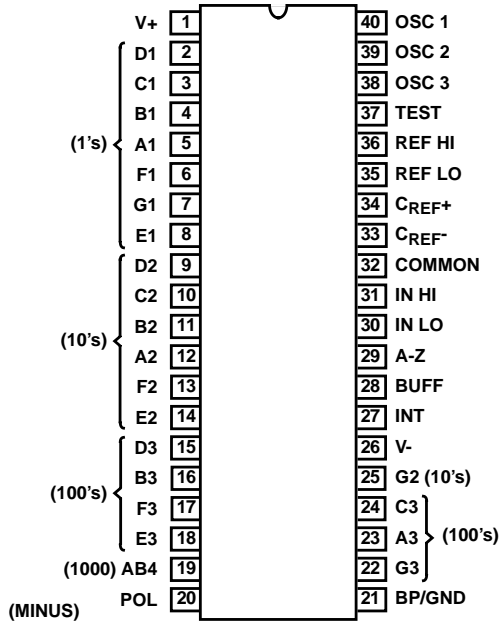 V+ 1 40 OSC 1
D1 2 39 OSC 2
C1 3 38 OSC 3
B1 4 37 TEST
(1's) A1 5 36 REF HI
F1 6 35 REF LO
G1 7 34 CREF+
E1 8 33 CREF-
D2 9 32 COMMON
C2 10 31 IN HI
B2 11 30 IN LO
(10's) A2 12 29 A-Z
F2 13 28 BUFF
E2 14 27 INT
D3 15 26 V-
B3 16 25 G2 (10's)
(100's) F3 17 24 C3
E3 18 23 A3 (100's)
(1000) AB4 19 22 G3
(MINUS) POL 20 21 BP/GND